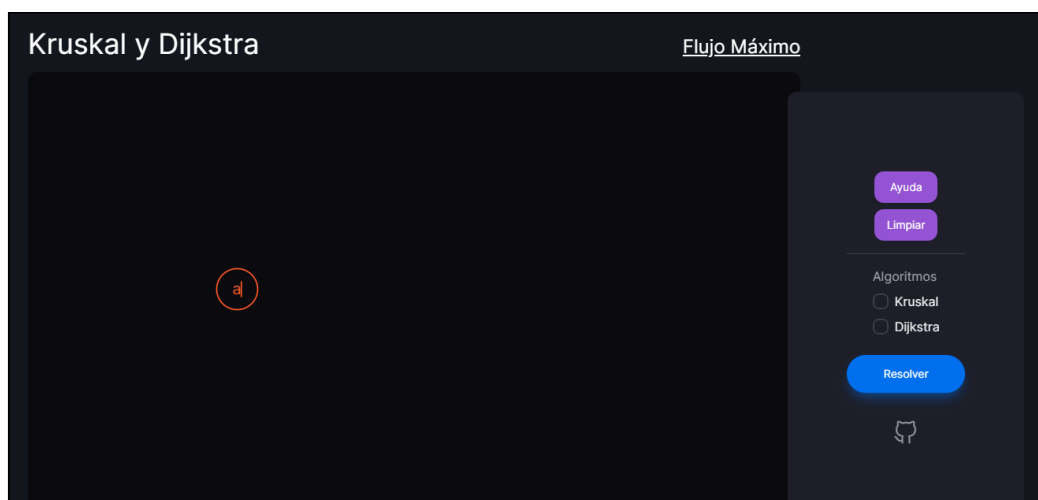 Kruskal y Dijkstra
Flujo Máximo
a
Ayuda
Limpiar
Algoritmos
Kruskal
Dijkstra
Resolver